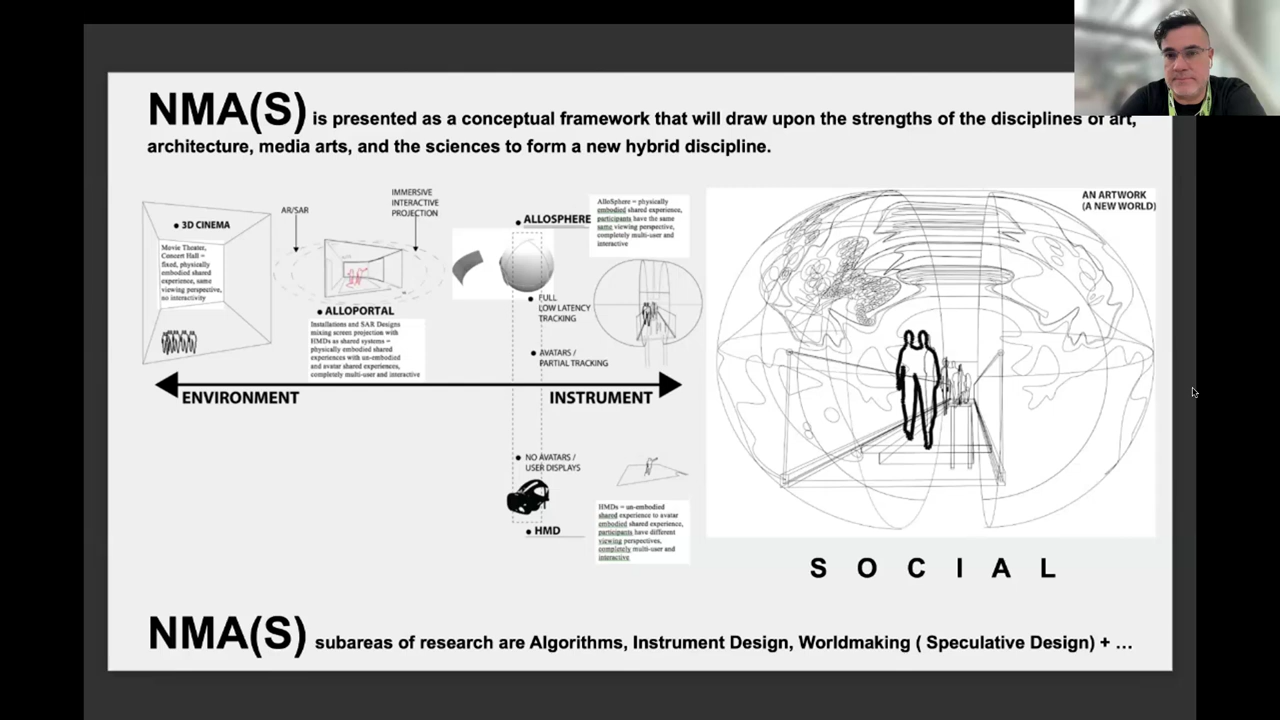 NMA(S) is presented as a conceptual framework that will draw upon the strengths of the disciplines of art,
architecture, media arts, and the sciences to form a new hybrid discipline.
• 3D CINEMA
Movie Theater,
Concert Hall =
fixed, physically
embodied shared
experience, same
viewing perspective,
no interactivity
AR/SAR
IMMERSIVE
INTERACTIVE
PROJECTION
• ALLOPORTAL
Installations and SAR Designs
mixing screen projection with
HMDs as shared systems =
physically embodied shared
experiences with un-embodied
and avatar shared experiences,
completely multi-user and interactive
• ALLOSPHERE
AlloSphere = physically
embodied shared experience,
participants have the same
same viewing perspective,
completely multi-user and
interactive
• FULL
LOW LATENCY
TRACKING
• AVATARS /
PARTIAL TRACKING
ENVIRONMENT
INSTRUMENT
• NO AVATARS /
USER DISPLAYS
• HMD
HMDs = un-embodied
shared experience to avatar
embodied shared experience,
participants have different
viewing perspectives,
completely multi-user and
interactive
AN ARTWORK
(A NEW WORLD)
S O C I A L
NMA(S) subareas of research are Algorithms, Instrument Design, Worldmaking ( Speculative Design) + …